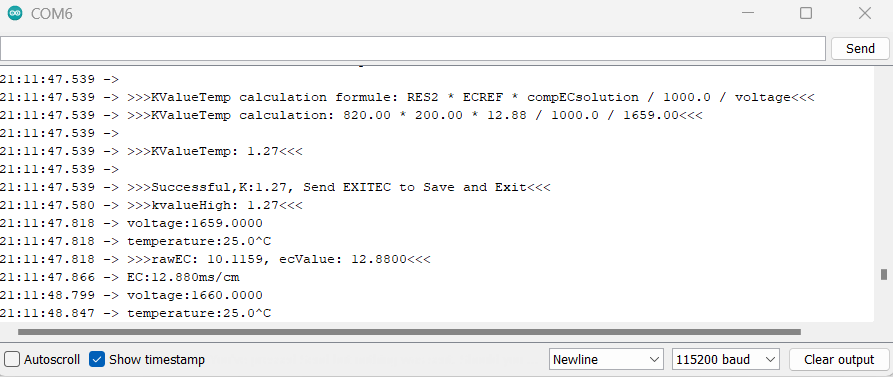 COM6
Send
21:11:47.539 ->
21:11:47.539 -> >>>KValueTemp calculation formule: RES2 * ECREF * compECsolution / 1000.0 / voltage<<<
21:11:47.539 -> >>>KValueTemp calculation: 820.00 * 200.00 * 12.88 / 1000.0 / 1659.00<<<
21:11:47.539 ->
21:11:47.539 -> >>>KValueTemp: 1.27<<<
21:11:47.539 ->
21:11:47.539 -> >>>Successful,K:1.27, Send EXITEC to Save and Exit<<<
21:11:47.580 -> >>>kvalueHigh: 1.27<<<
21:11:47.818 -> voltage:1659.0000
21:11:47.818 -> temperature:25.0^C
21:11:47.818 -> >>>rawEC: 10.1159, ecValue: 12.8800<<<
21:11:47.866 -> EC:12.880ms/cm
21:11:48.799 -> voltage:1660.0000
21:11:48.847 -> temperature:25.0^C
Autoscroll Show timestamp Newline 115200 baud Clear output